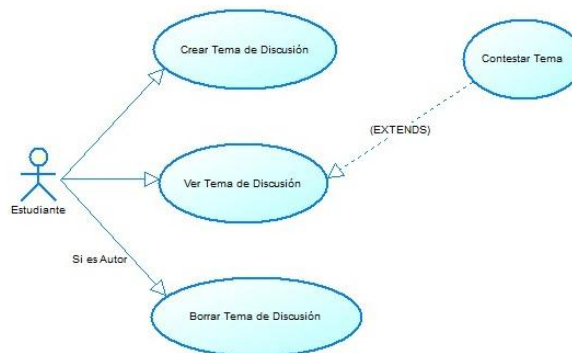 Crear Tema de Discusión
Contestar Tema
(EXTENDS)
Ver Tema de Discusión
Estudiante
Si es Autor
Borrar Tema de Discusión